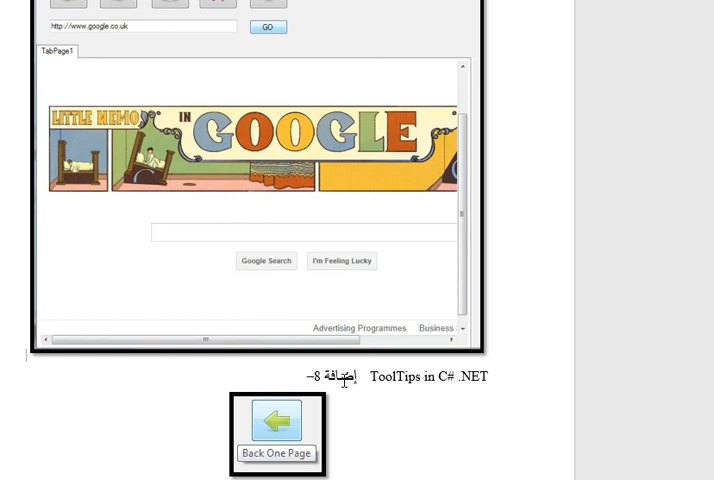 http://www.google.co.uk
GO
TabPage1
LITTLE NEMO IN GOOGLE
Google Search
I'm Feeling Lucky
Advertising Programmes
Business
8– إضافة ToolTips in C# .NET
Back One Page